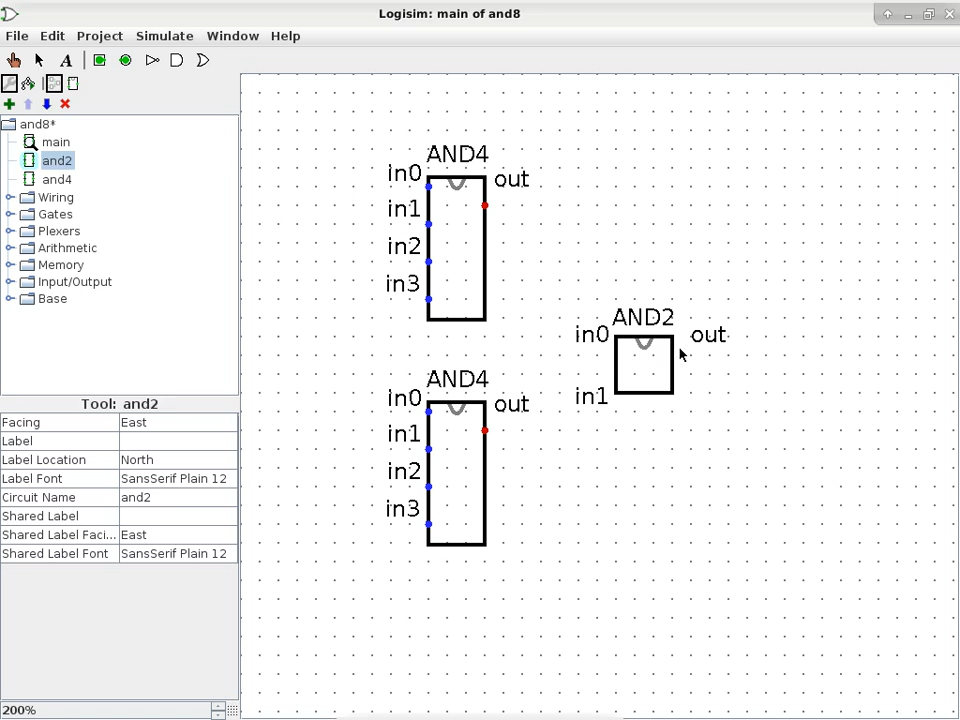 Logisim: main of and8
File Edit Project Simulate Window Help
A
and8*
main
and2
and4
Wiring
Gates
Plexers
Arithmetic
Memory
Input/Output
Base
Tool: and2
Facing East
Label
Label Location North
Label Font SansSerif Plain 12
Circuit Name and2
Shared Label
Shared Label Faci... East
Shared Label Font SansSerif Plain 12
200%
AND4
in0 out
in1
in2
in3
AND2
in0 out
in1
AND4
in0 out
in1
in2
in3